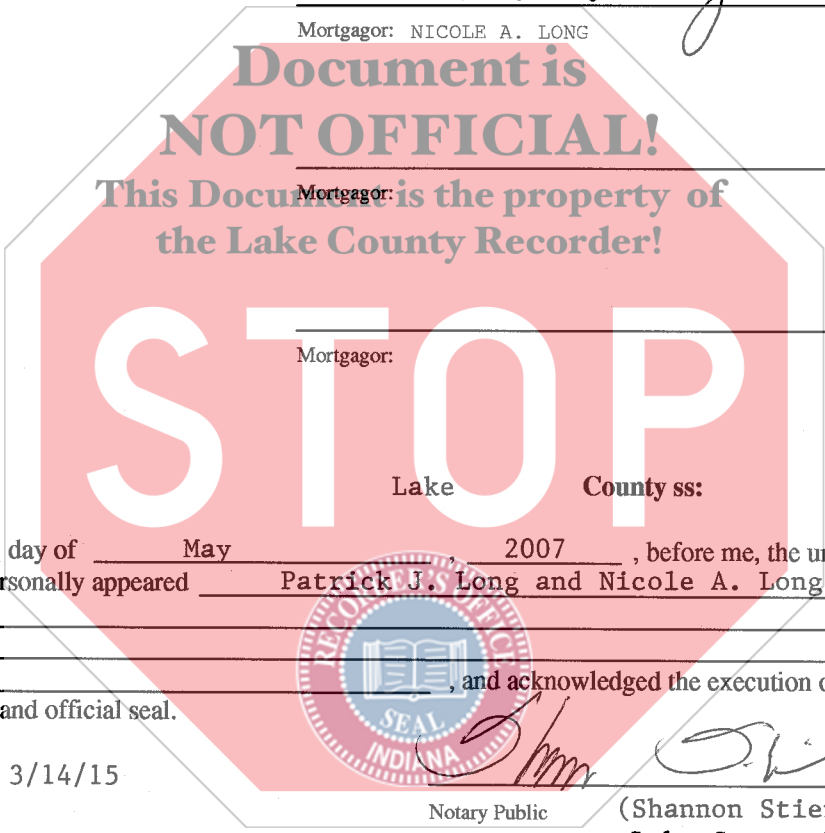 Mortgagor: NICOLE A. LONG
Document is
NOT OFFICIAL!
Mortgagor:
This Document is the property of
the Lake County Recorder!
STOP
Mortgagor:
Lake County ss:
day of May , 2007 , before me, the
personally appeared Patrick J. Long and Nicole A. Long
, and acknowledged the execution
and official seal.
RECORDER'S OFFICE
SEAL
INDIANA
3/14/15
Notary Public (Shannon